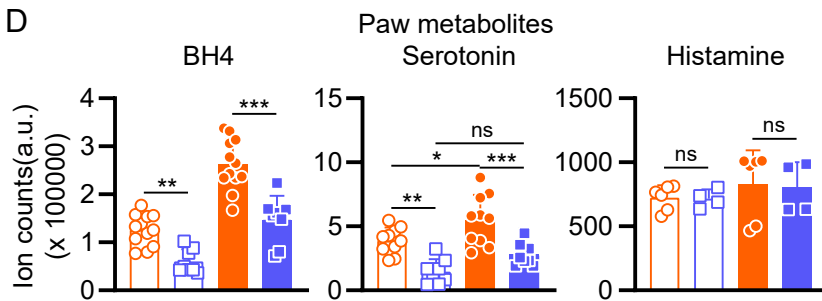 D
Paw metabolites
BH4
Serotonin
Histamine
Ion counts(a.u.)
(x 100000)
4
3
2
1
0
**
***
15
10
5
0
ns
*
***
**
1500
1000
500
0
ns
ns